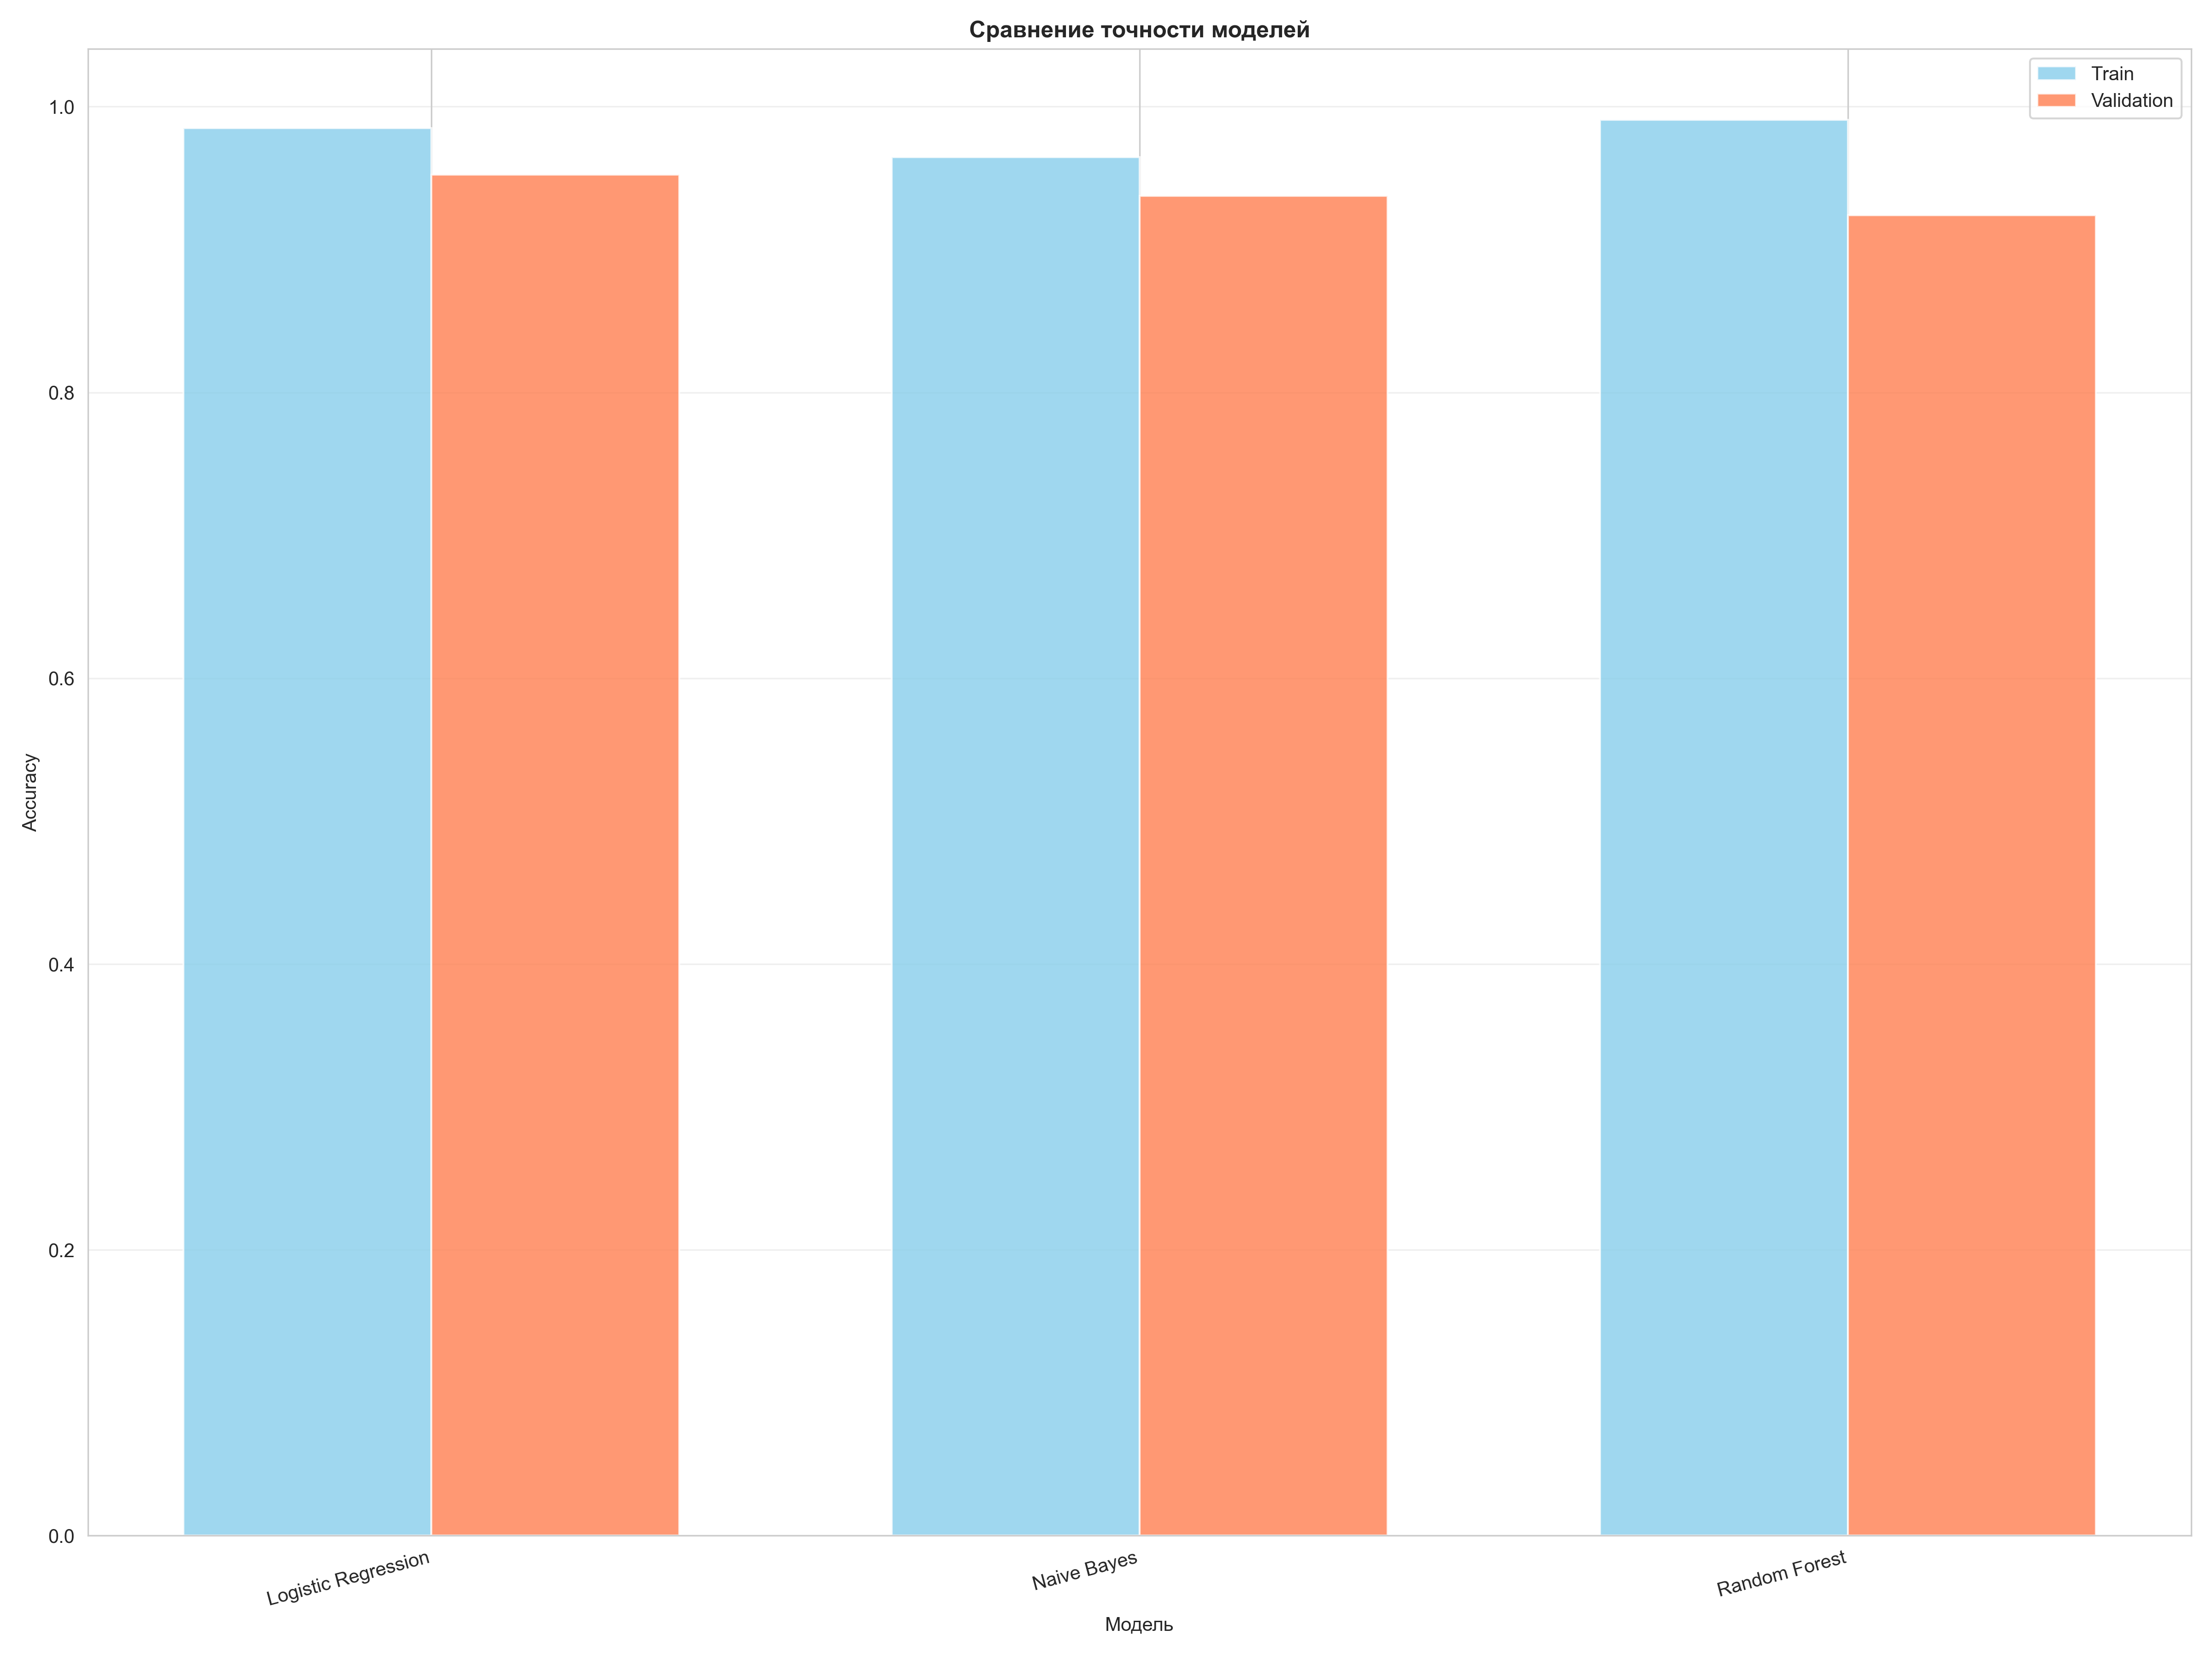 Сравнение точности моделей
Train
Validation
1.0
0.8
0.6
0.4
0.2
0.0
Accuracy
Logistic Regression
Naive Bayes
Random Forest
Модель